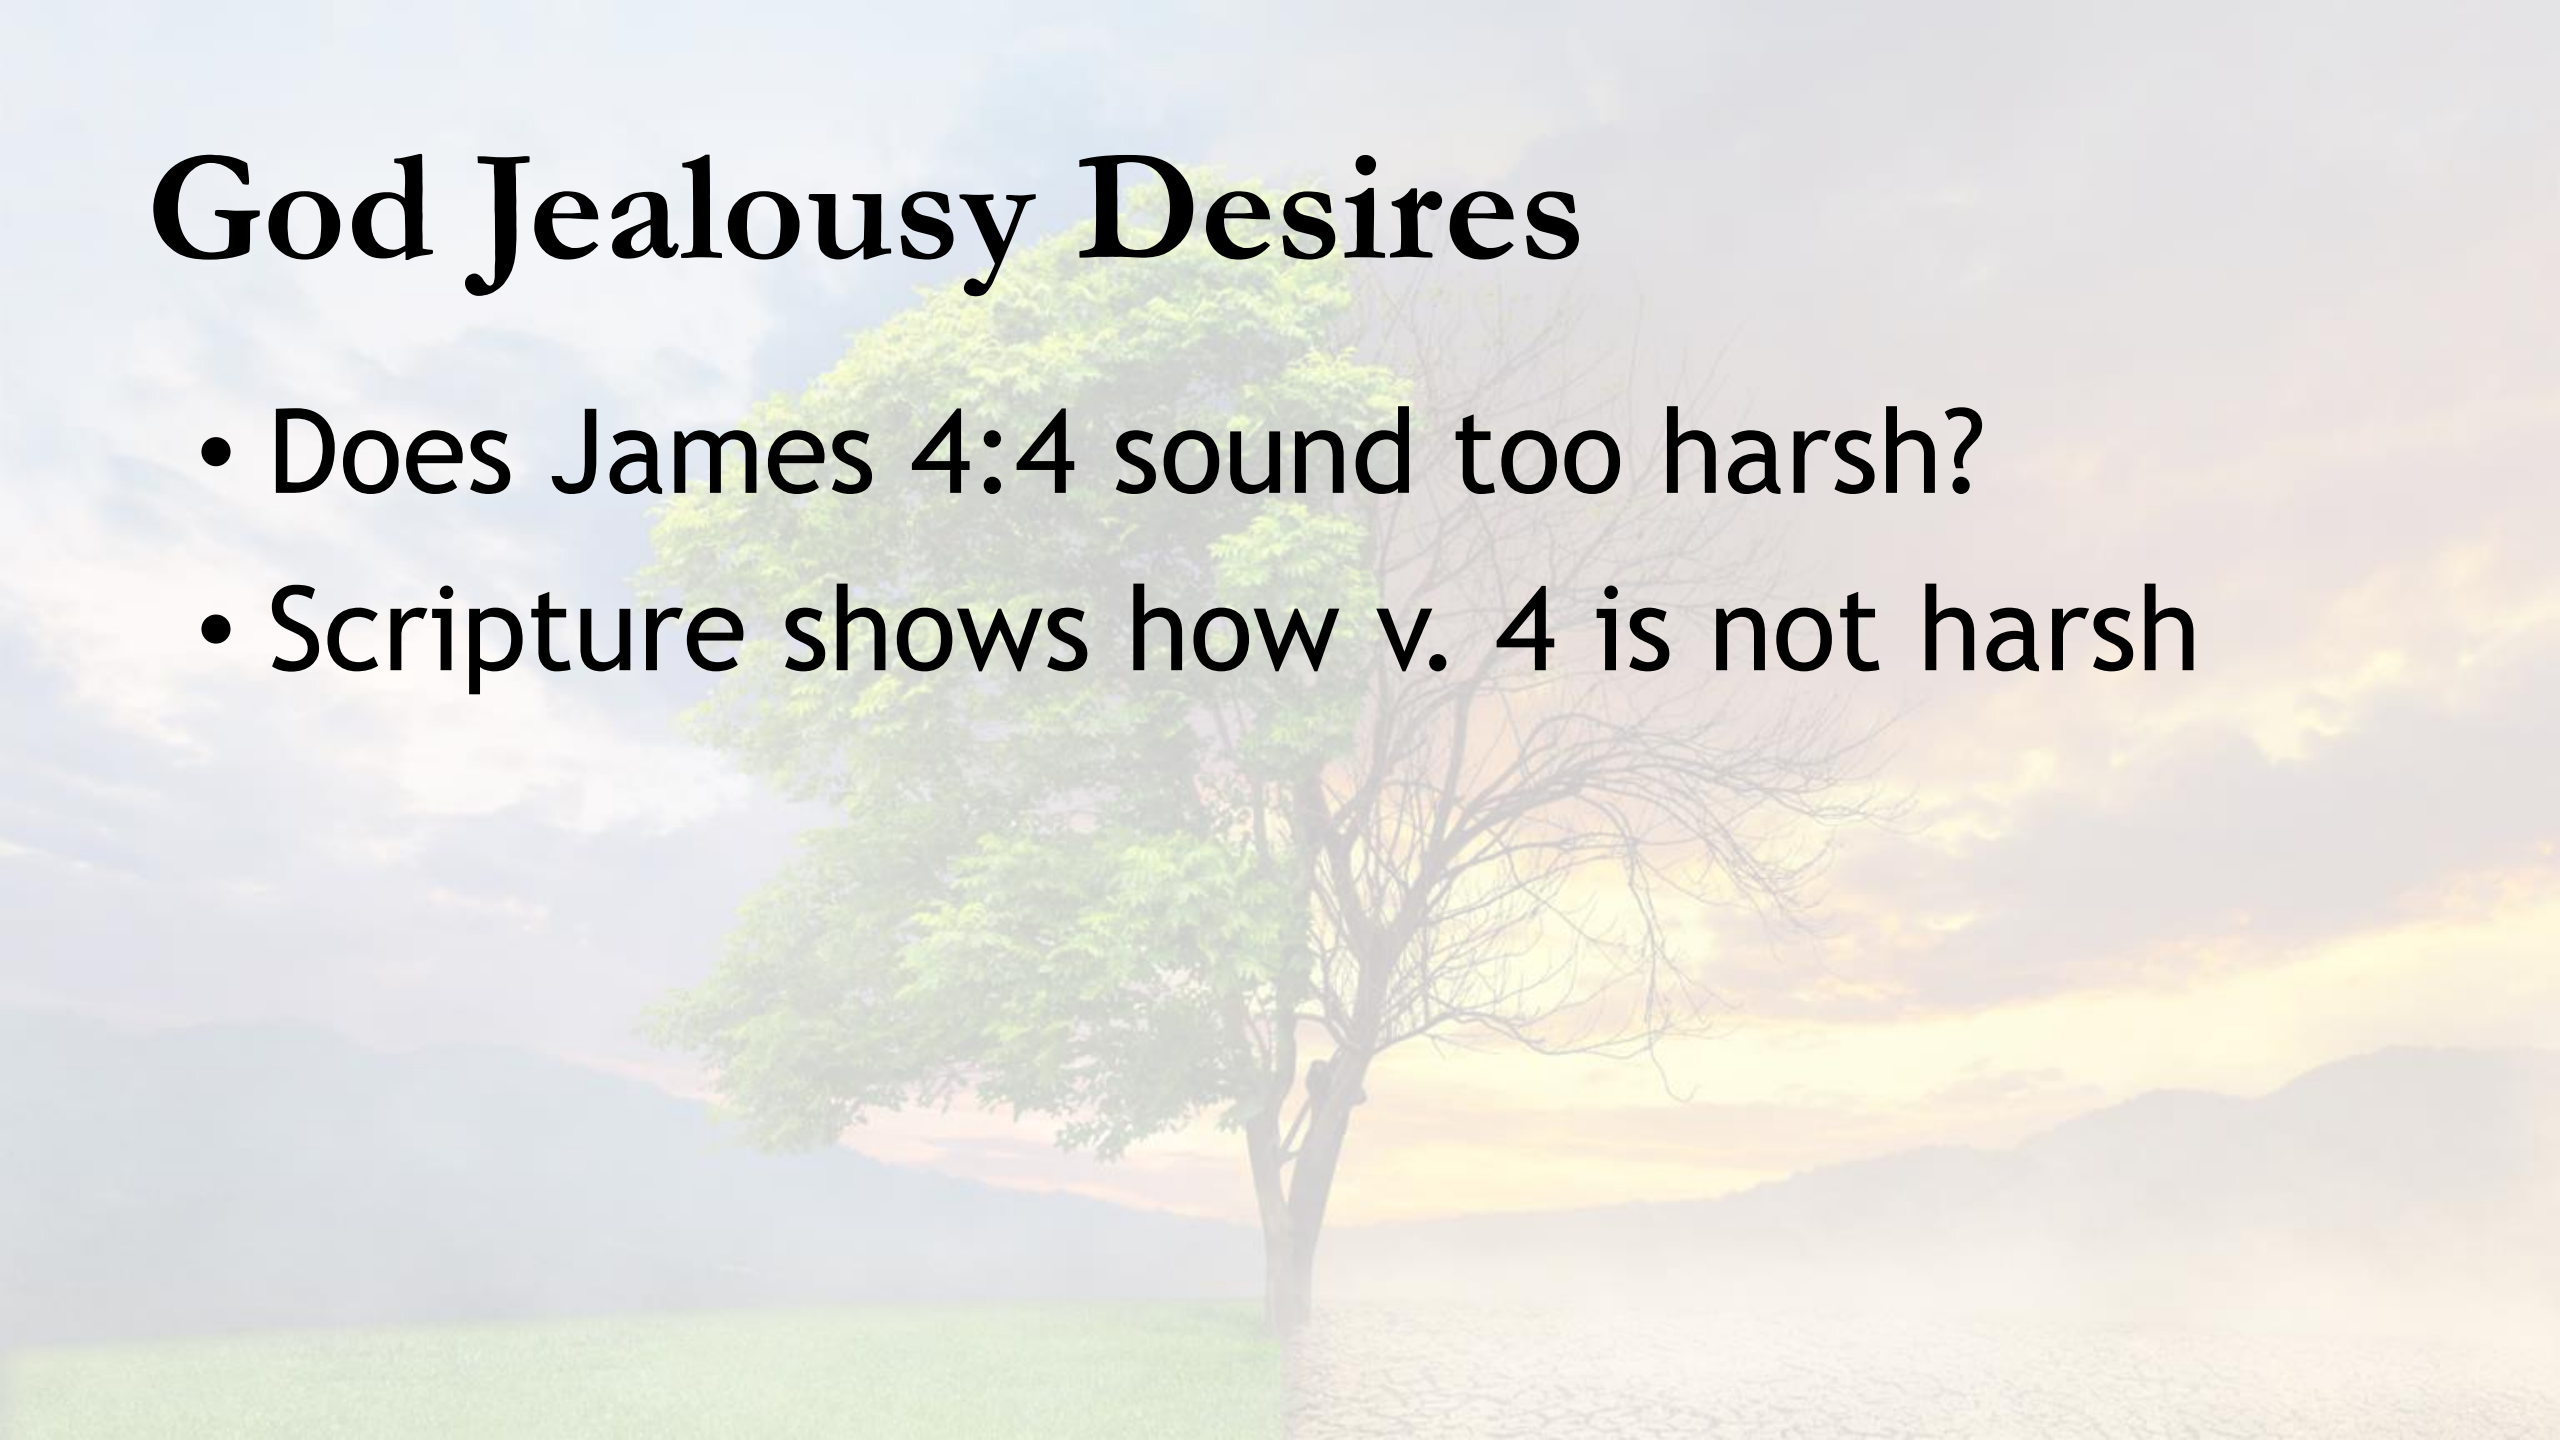 God Jealousy Desires
• Does James 4:4 sound too harsh?
• Scripture shows how v. 4 is not harsh